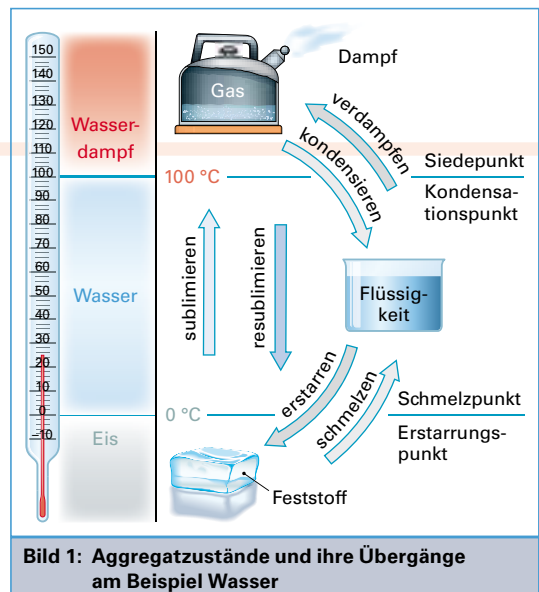 150
140
130
120
110
100
90
80
70
60
50
40
30
20
10
0
–10
Wasser-
dampf
Wasser
Eis
Gas
Dampf
verdampfen
kondensieren
100 °C
Siedepunkt
Kondensa-
tionspunkt
sublimieren
resublimieren
Flüssig-
keit
erstarren
schmelzen
0 °C
Schmelzpunkt
Erstarrungs-
punkt
Feststoff
Bild 1: Aggregatzustände und ihre Übergänge
am Beispiel Wasser